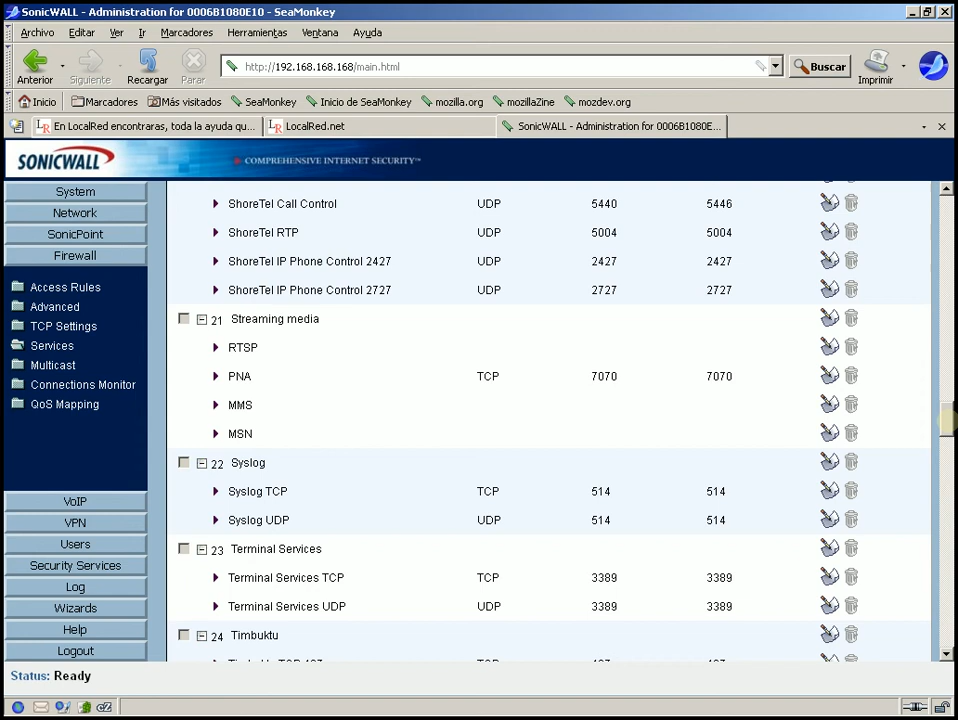 SonicWALL - Administration for 0006B1080E10 - SeaMonkey
Archivo Editar Ver Ir Marcadores Herramientas Ventana Ayuda
Anterior Siguiente Recargar Parar http://192.168.168.168/main.html Buscar Imprimir
Inicio Marcadores Más visitados SeaMonkey Inicio de SeaMonkey mozilla.org mozillaZine mozdev.org
En LocalRed encontraras, toda la ayuda qu... LocalRed.net SonicWALL - Administration for 0006B1080E...
SONICWALL COMPREHENSIVE INTERNET SECURITY™
System
Network
SonicPoint
Firewall
Access Rules
Advanced
TCP Settings
Services
Multicast
Connections Monitor
QoS Mapping
VoIP
VPN
Users
Security Services
Log
Wizards
Help
Logout
ShoreTel Call Control UDP 5440 5446
ShoreTel RTP UDP 5004 5004
ShoreTel IP Phone Control 2427 UDP 2427 2427
ShoreTel IP Phone Control 2727 UDP 2727 2727
21 Streaming media
RTSP
PNA TCP 7070 7070
MMS
MSN
22 Syslog
Syslog TCP TCP 514 514
Syslog UDP UDP 514 514
23 Terminal Services
Terminal Services TCP TCP 3389 3389
Terminal Services UDP UDP 3389 3389
24 Timbuktu
Status: Ready